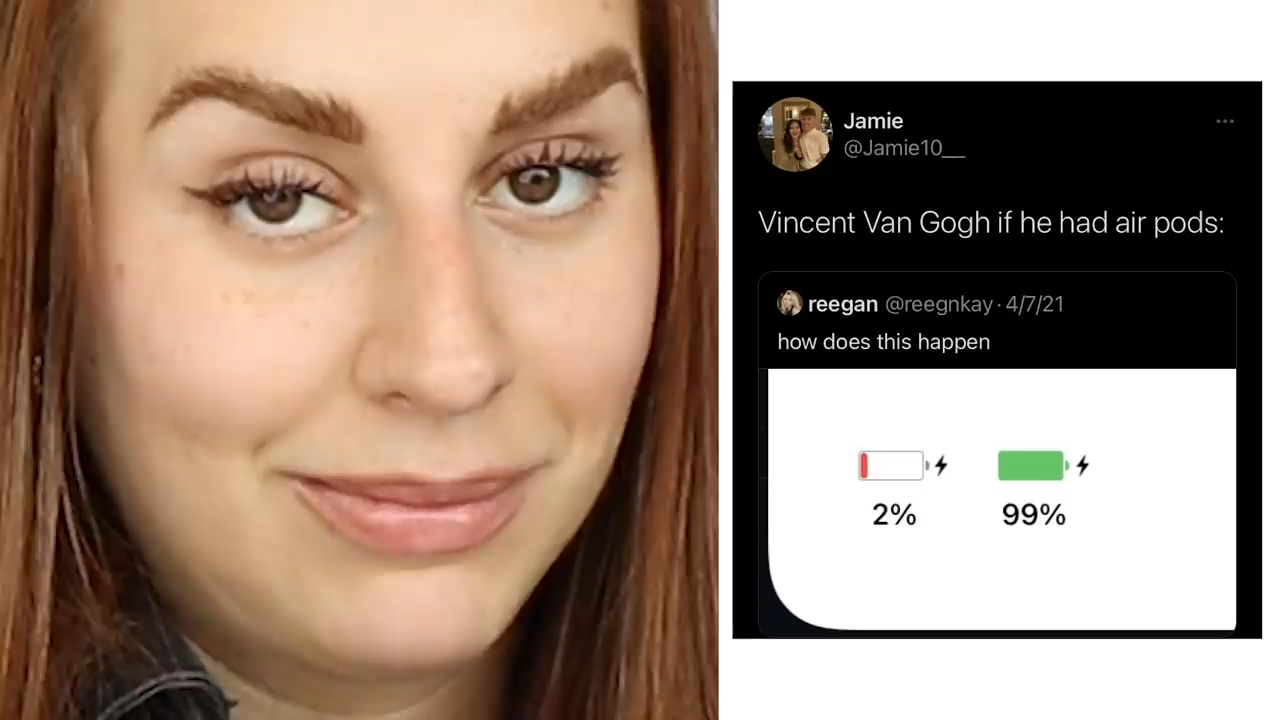 Jamie
@Jamie10__
Vincent Van Gogh if he had air pods:
reegan @reegnkay · 4/7/21
how does this happen
2% 99%